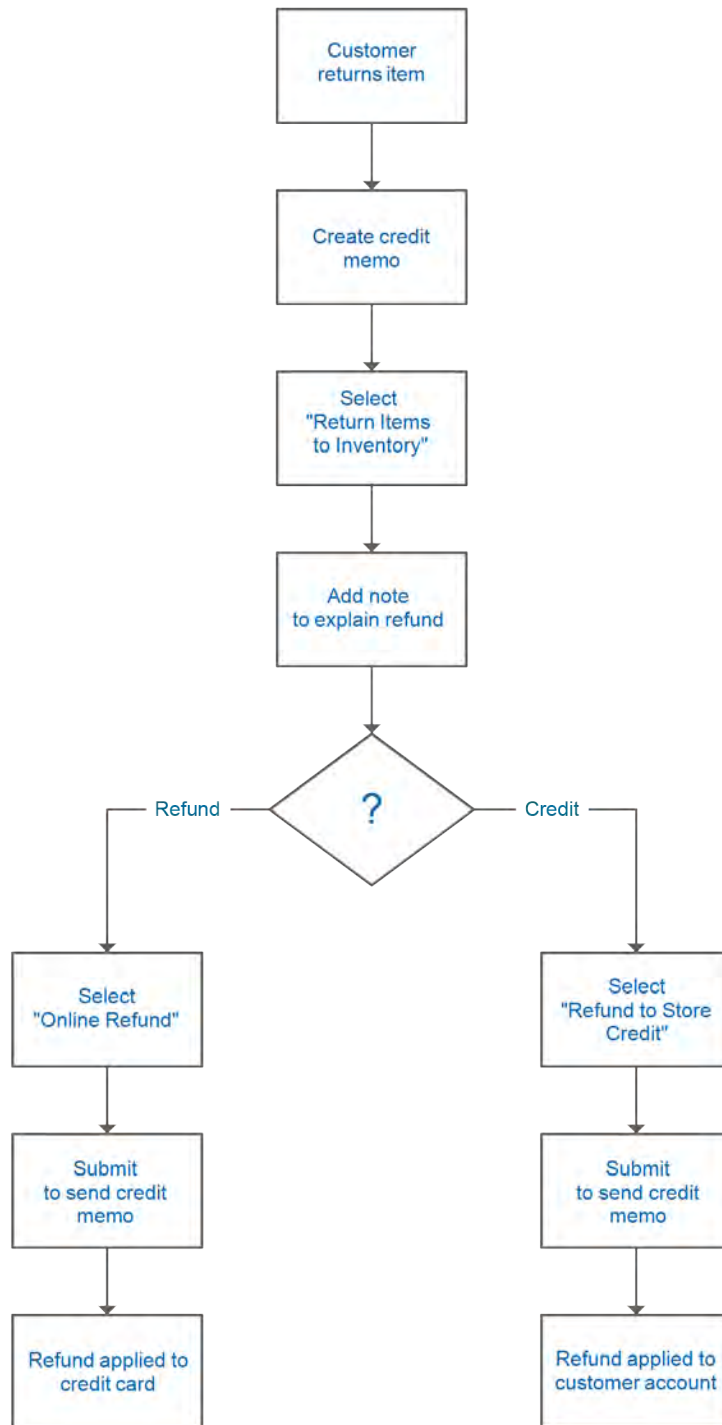 Customer
returns item
Create credit
memo
Select
"Return Items
to Inventory"
Add note
to explain refund
?
Refund
Credit
Select
"Online Refund"
Select
"Refund to Store
Credit"
Submit
to send credit
memo
Submit
to send credit
memo
Refund applied to
credit card
Refund applied to
customer account